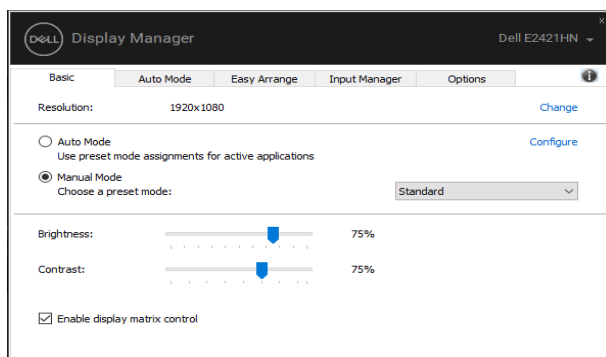 DELL Display Manager Dell E2421HN
Basic Auto Mode Easy Arrange Input Manager Options
Resolution: 1920x1080 Change
Auto Mode Configure
Use preset mode assignments for active applications
Manual Mode
Choose a preset mode: Standard
Brightness: 75%
Contrast: 75%
Enable display matrix control